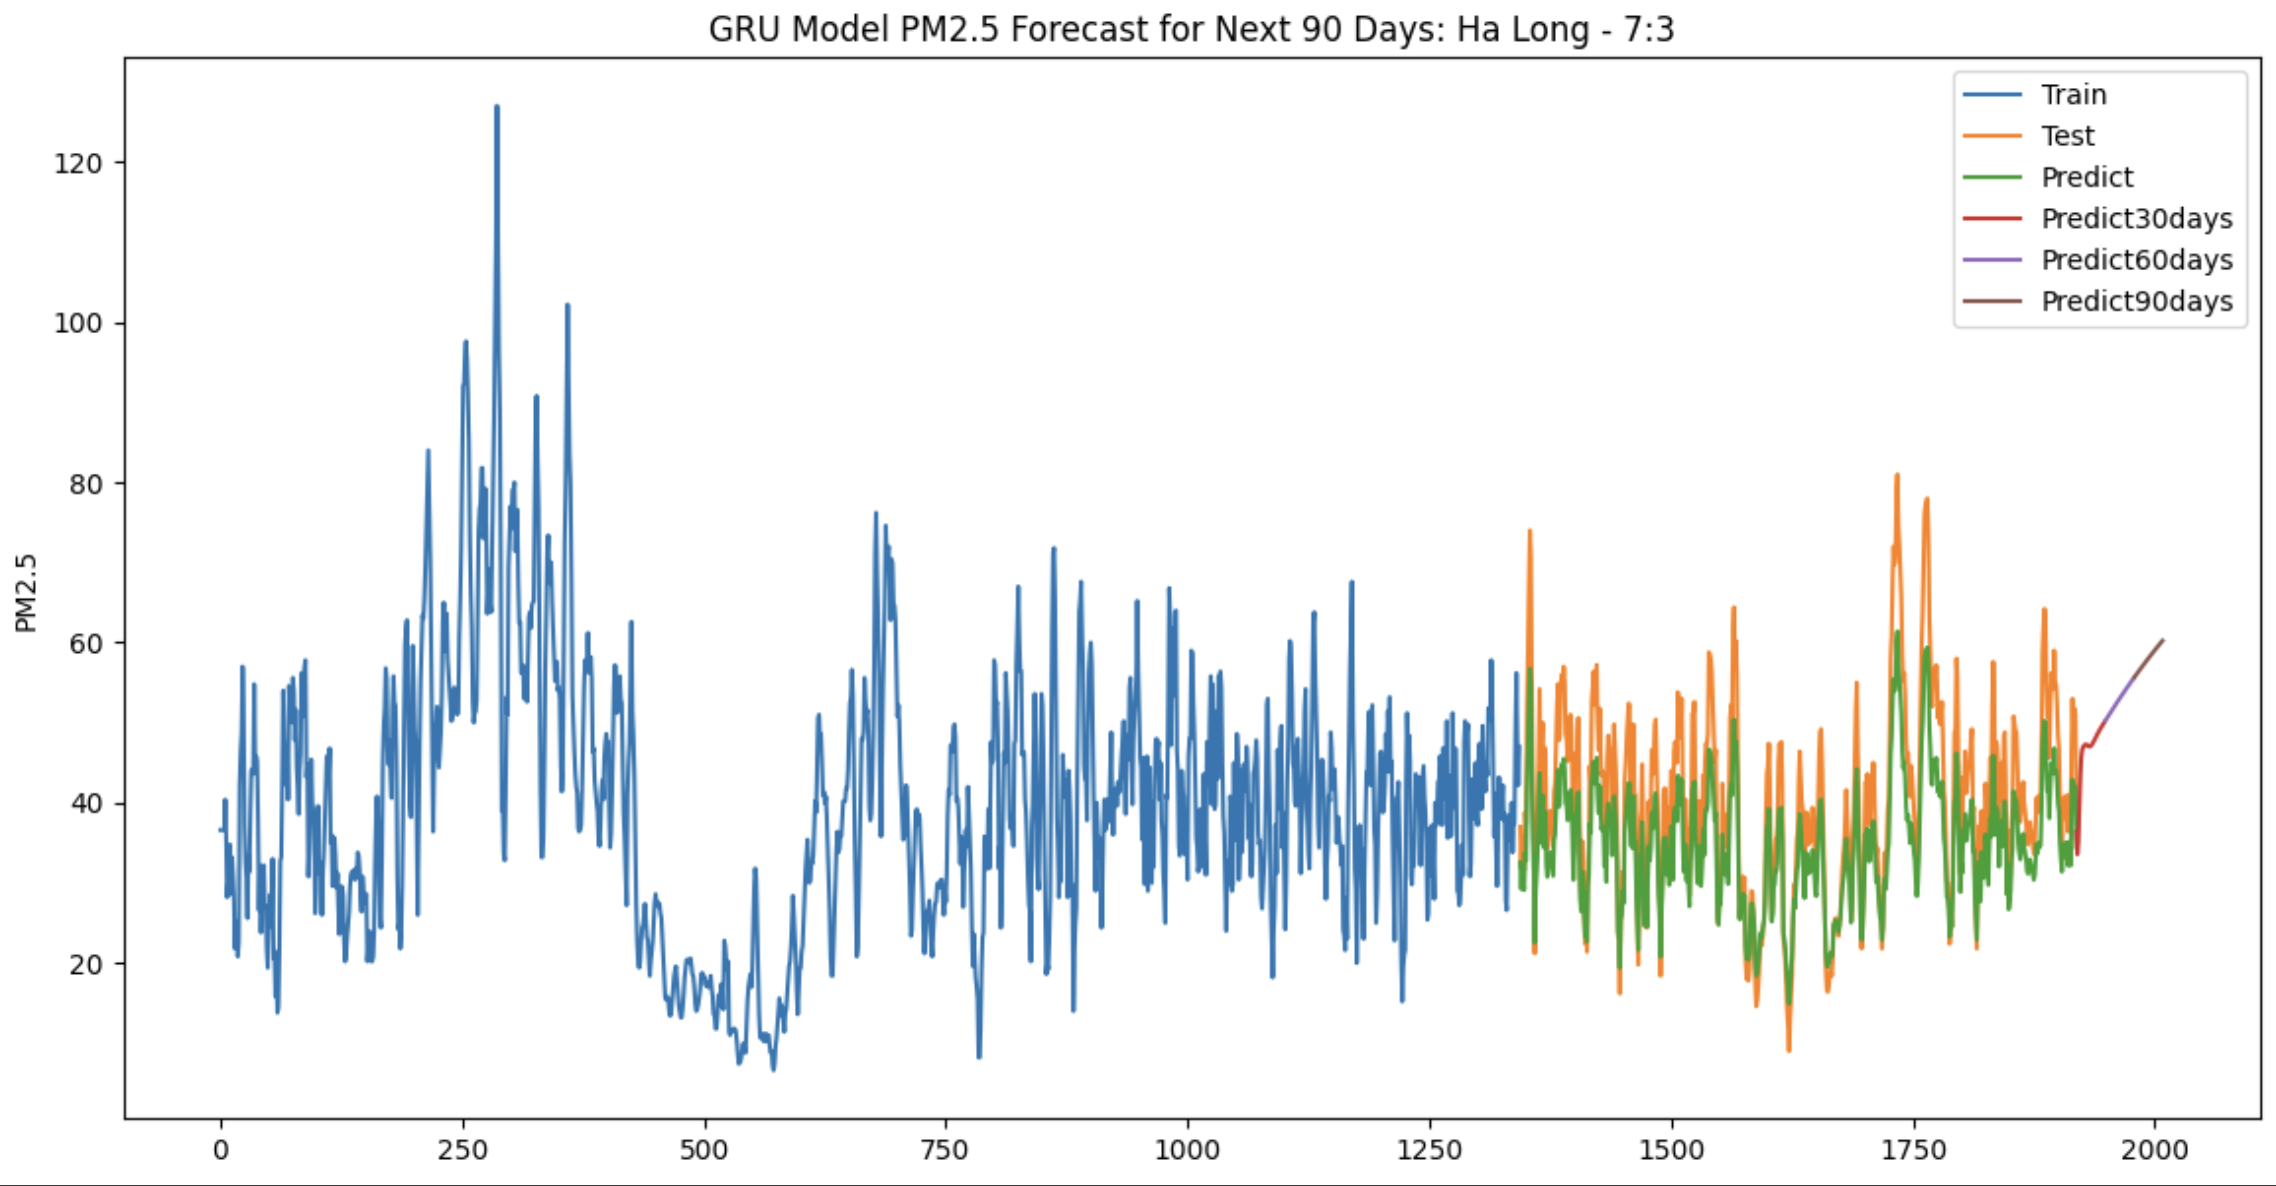 GRU Model PM2.5 Forecast for Next 90 Days: Ha Long - 7:3
Train
Test
Predict
Predict30days
Predict60days
Predict90days
120
100
80
60
40
20
PM2.5
0 250 500 750 1000 1250 1500 1750 2000